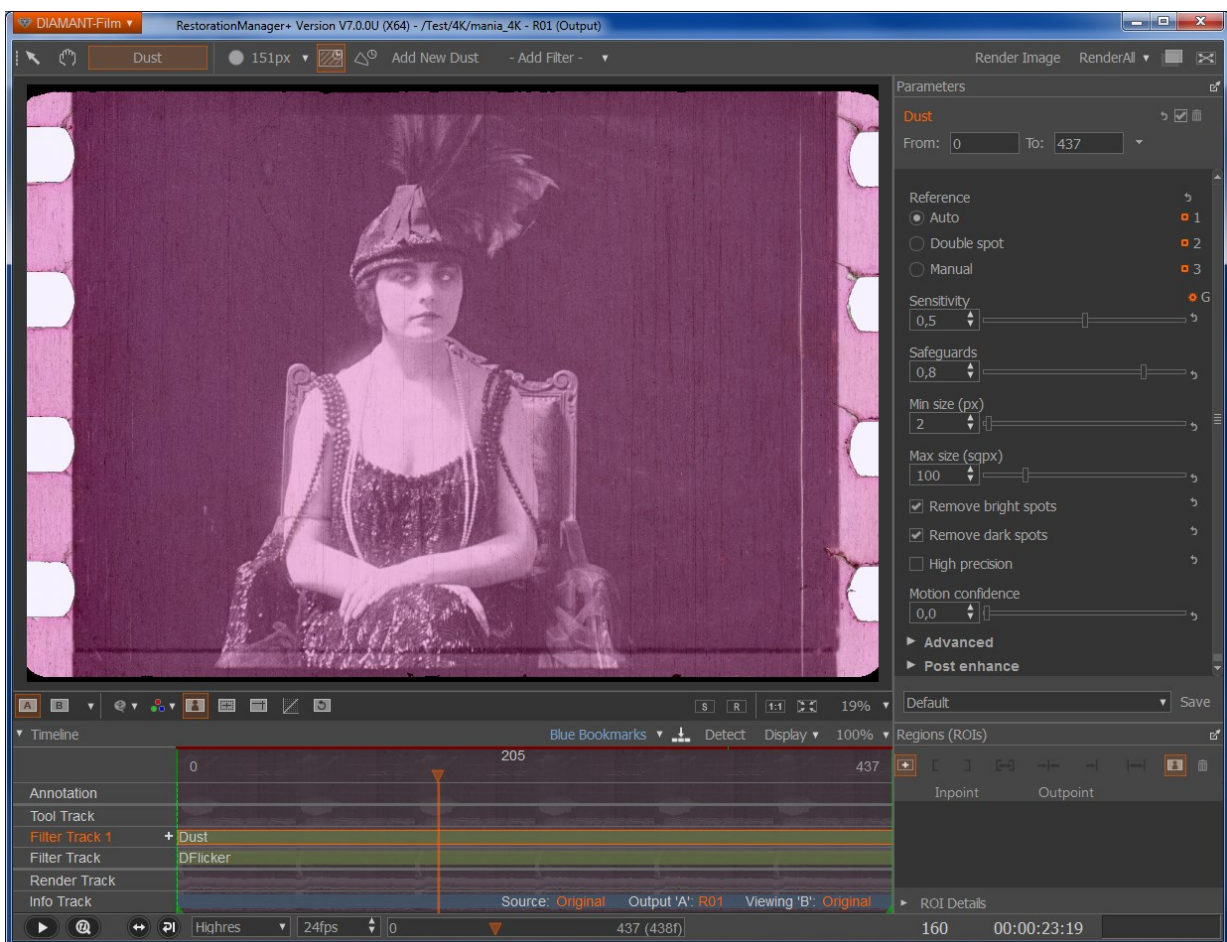 DIAMANT-Film RestorationManager+ Version V7.0.0U (X64) - /Test/4K/mania_4K - R01 (Output)
Dust 151px Add New Dust - Add Filter - Render Image RenderAll
Parameters
Dust
From: 0 To: 437
Reference
Auto 1
Double spot 2
Manual 3
Sensitivity G
0,5
Safeguards
0,8
Min size (px)
2
Max size (sqpx)
100
Remove bright spots
Remove dark spots
High precision
Motion confidence
0,0
Advanced
Post enhance
A B S R 1:1 19%
Default Save
Timeline Blue Bookmarks Detect Display 100%
Regions (ROIs)
0 205 437
Inpoint Outpoint
Annotation
Tool Track
Filter Track 1 + Dust
Filter Track DFlicker
Render Track
Info Track Source: Original Output 'A': R01 Viewing 'B': Original
ROI Details
Highres 24fps 0 437 (438f)
160 00:00:23:19